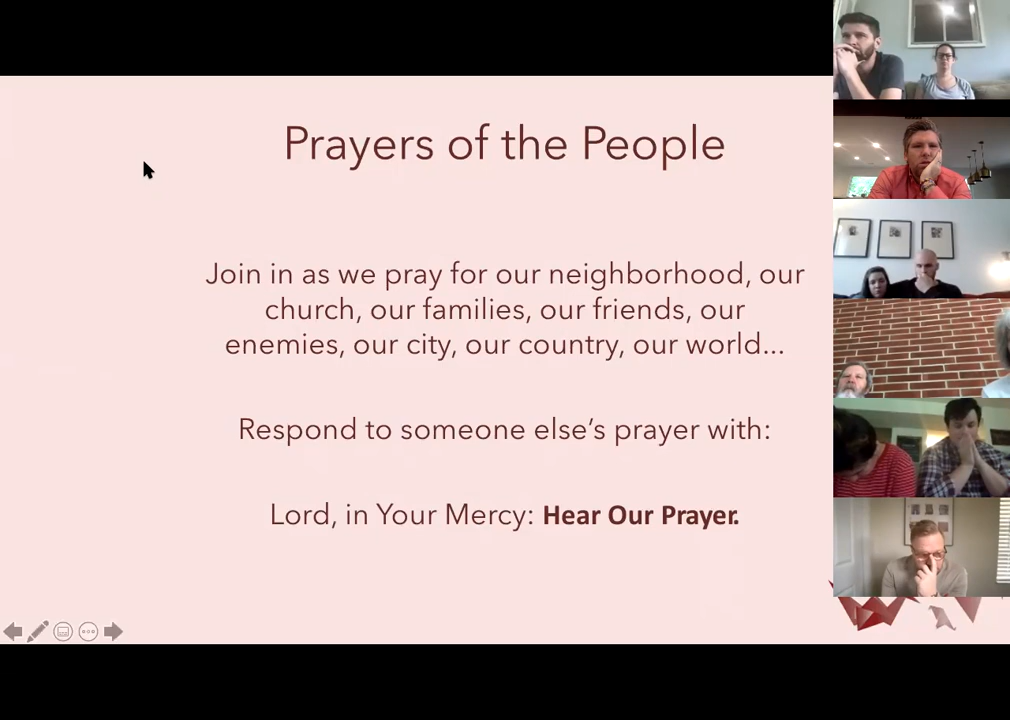 Prayers of the People
Join in as we pray for our neighborhood, our
church, our families, our friends, our
enemies, our city, our country, our world...
Respond to someone else's prayer with:
Lord, in Your Mercy: Hear Our Prayer.